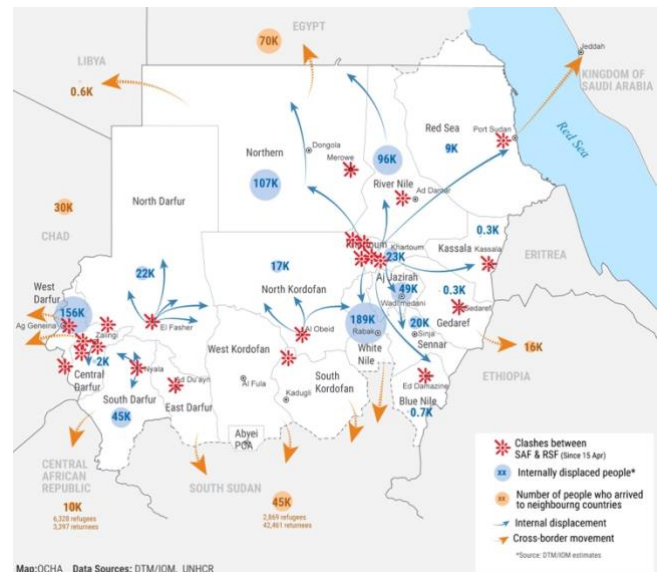 EGYPT
70K
LIBYA
0.6K
Jeddah
KINGDOM OF
SAUDI ARABIA
Red Sea
Red Sea
Port Sudan
9K
Northern
Dongola
Merowe
107K
96K
River Nile
Ad Damer
North Darfur
30K
CHAD
22K
17K
North Kordofan
Khartoum
23K
0.3K
Kassala
Kassala
ERITREA
Aj Jazirah
49K
Wad Medani
0.3K
Gedaref
Gedaref
West
Darfur
156K
Ag Geneina
Zalingi
El Fasher
Al Obeid
189K
Rabak
White
Nile
20K
Sinja
Sennar
16K
ETHIOPIA
2K
Central
Darfur
Nyala
South Darfur
45K
Ed Du'ayn
East Darfur
West Kordofan
Al Fula
Kadugli
South
Kordofan
Ed Damazine
Blue Nile
0.7K
Abyei
PCA
CENTRAL
AFRICAN
REPUBLIC
10K
6,328 refugees
3,397 returnees
SOUTH SUDAN
45K
2,869 refugees
42,461 returnees
Clashes between
SAF & RSF (Since 15 Apr)
xx
Internally displaced people*
xx
Number of people who arrived
to neighbourng countries
Internal displacement
Cross-border movement
*Source: DTM/IOM estimates
Map:OCHA Data Sources: DTM/IOM, UNHCR